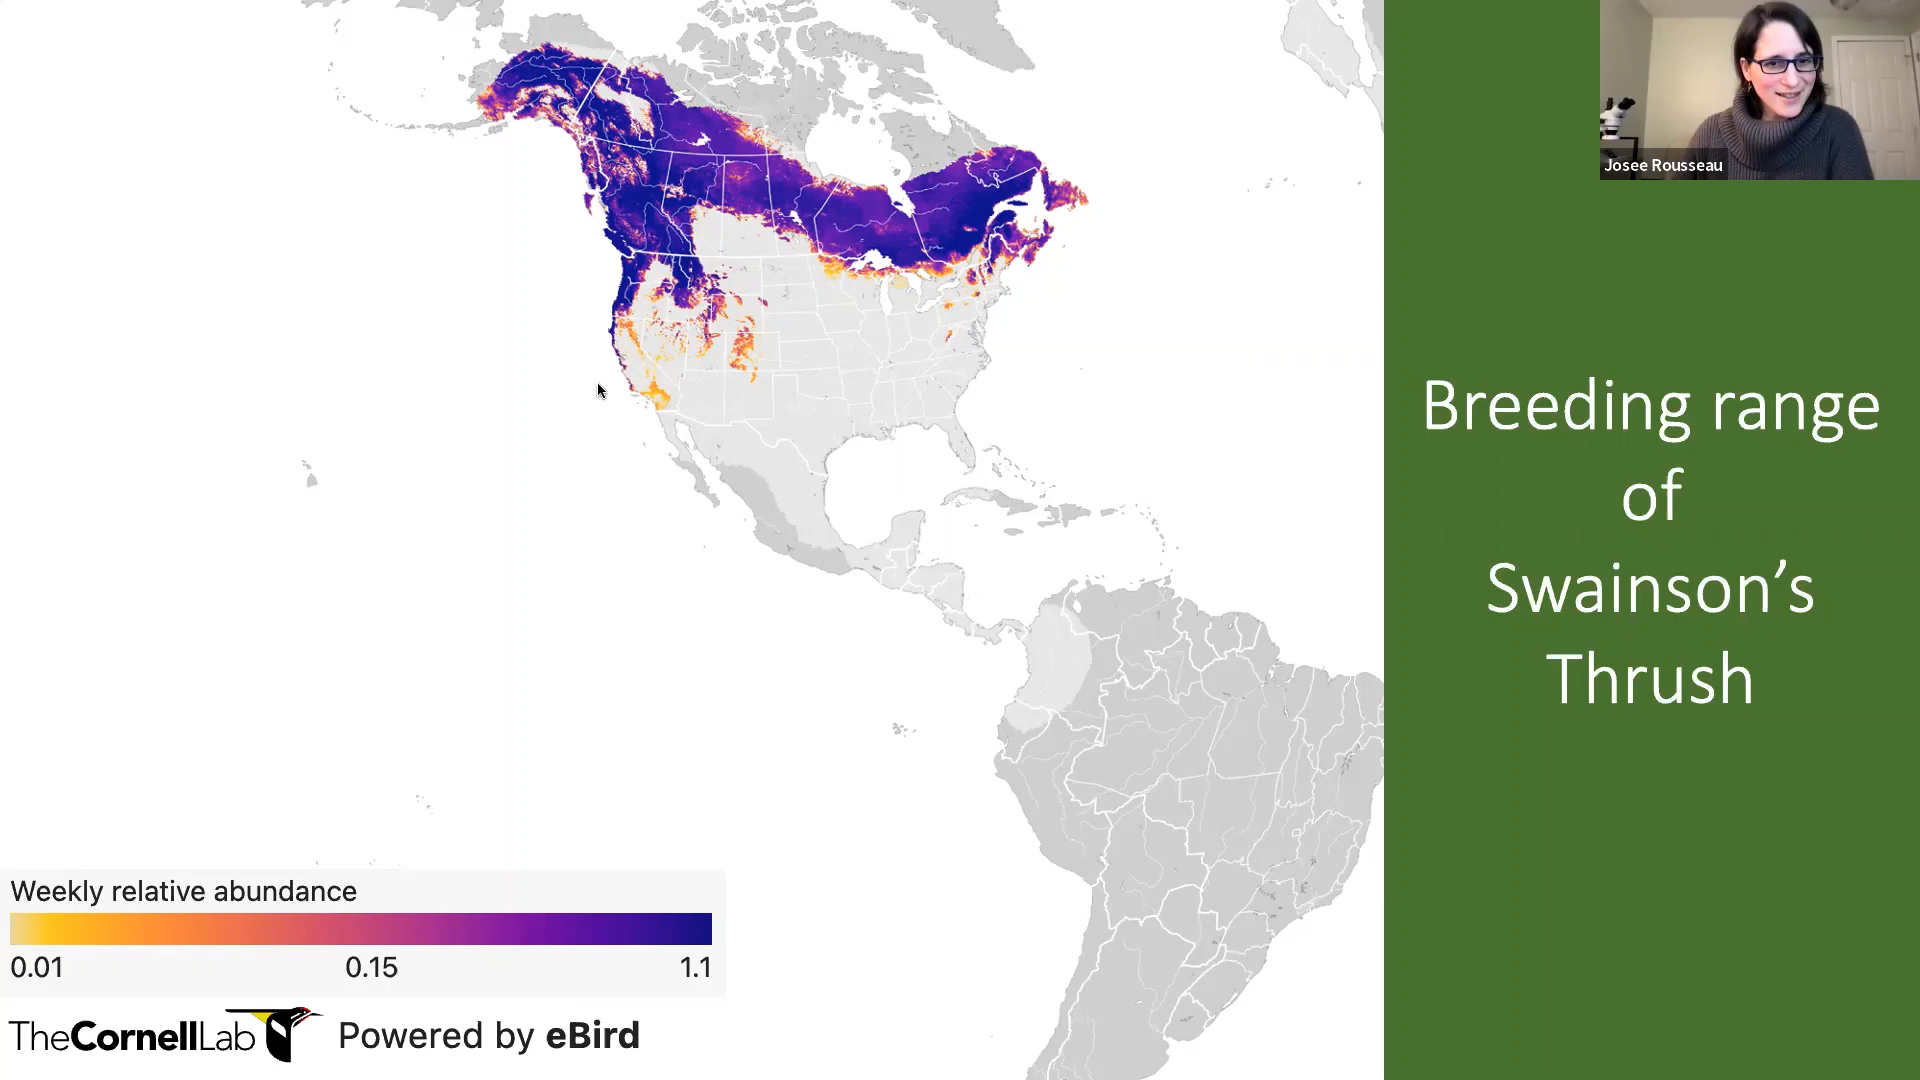 Josee Rousseau
Breeding range
of
Swainson’s
Thrush
Weekly relative abundance
0.01 0.15 1.1
TheCornellLab Powered by eBird